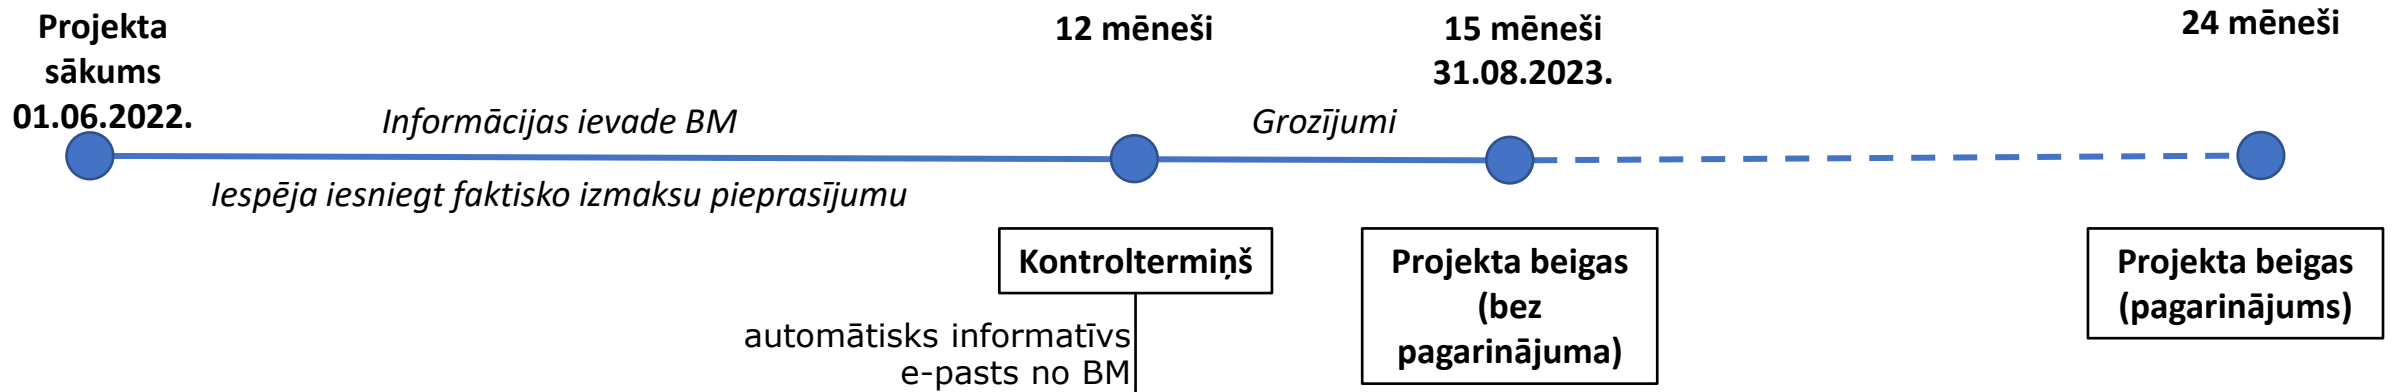 Projekta
sākums
01.06.2022.
12 mēneši
15 mēneši
31.08.2023.
24 mēneši
Informācijas ievade BM
Grozījumi
Iespēja iesniegt faktisko izmaksu pieprasījumu
Kontroltermiņš
Projekta beigas
(bez
pagarinājuma)
Projekta beigas
(pagarinājums)
automātisks informatīvs
e-pasts no BM